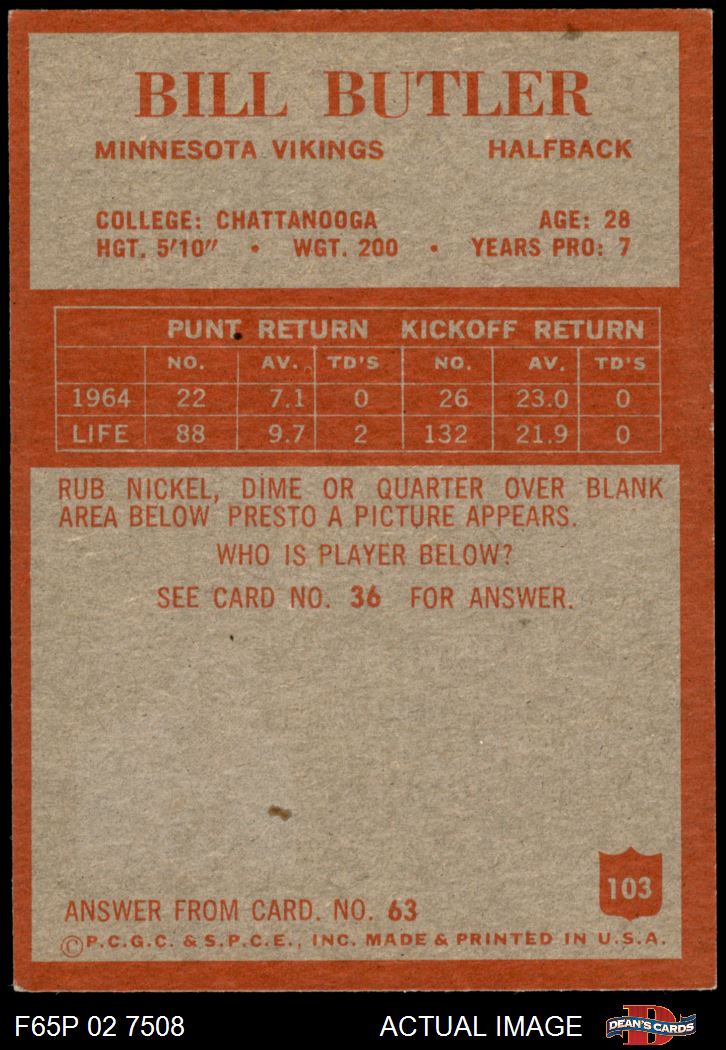 BILL BUTLER
MINNESOTA VIKINGS HALFBACK
COLLEGE: CHATTANOOGA AGE: 28
HGT. 5'10" • WGT. 200 • YEARS PRO: 7
PUNT RETURN KICKOFF RETURN
NO. AV. TD'S NO. AV. TD'S
1964 22 7.1 0 26 23.0 0
LIFE 88 9.7 2 132 21.9 0
RUB NICKEL, DIME OR QUARTER OVER BLANK
AREA BELOW PRESTO A PICTURE APPEARS.
WHO IS PLAYER BELOW?
SEE CARD NO. 36 FOR ANSWER.
103
ANSWER FROM CARD. NO. 63
©P.C.G.C. & S.P.C.E., INC. MADE & PRINTED IN U.S.A.
F65P 02 7508 ACTUAL IMAGE
D
DEAN'S CARDS